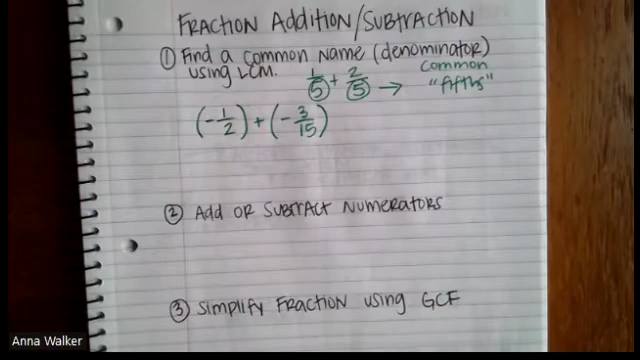 FRACTION Addition/SUBTRACTION
① Find a common name (denominator)
using LCM. 1/5 + 2/5 → common "fifths"
(-1/2) + (-3/15)
② Add OR SUBTRACT NUMERATORS
③ Simplify FRACTION using GCF
Anna Walker